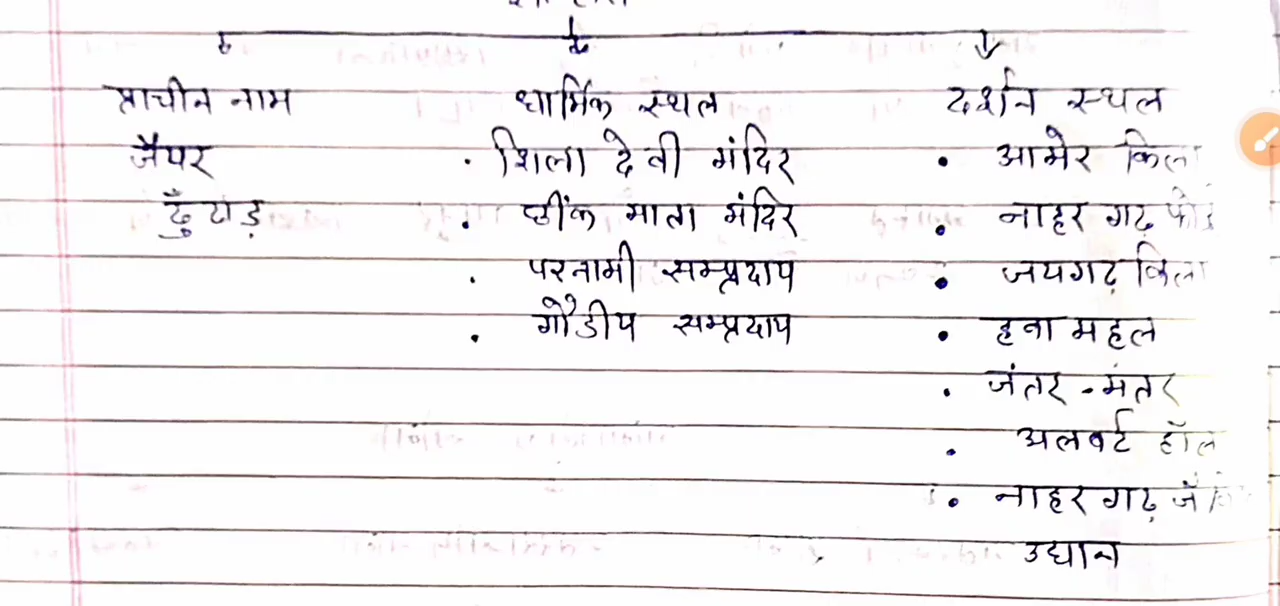 प्राचीन नाम
जैपर
ढुँढाड़
धार्मिक स्थल
• शिला देवी मंदिर
• छींक माता मंदिर
• परनामी सम्प्रदाय
• गौडीय सम्प्रदाय
दर्शन स्थल
• आमेर किला
• नाहर गढ़ फोर्ट
• जयगढ़ किला
• हवा महल
• जंतर - मंतर
• अलबर्ट हॉल
• नाहर गढ़
उद्यान